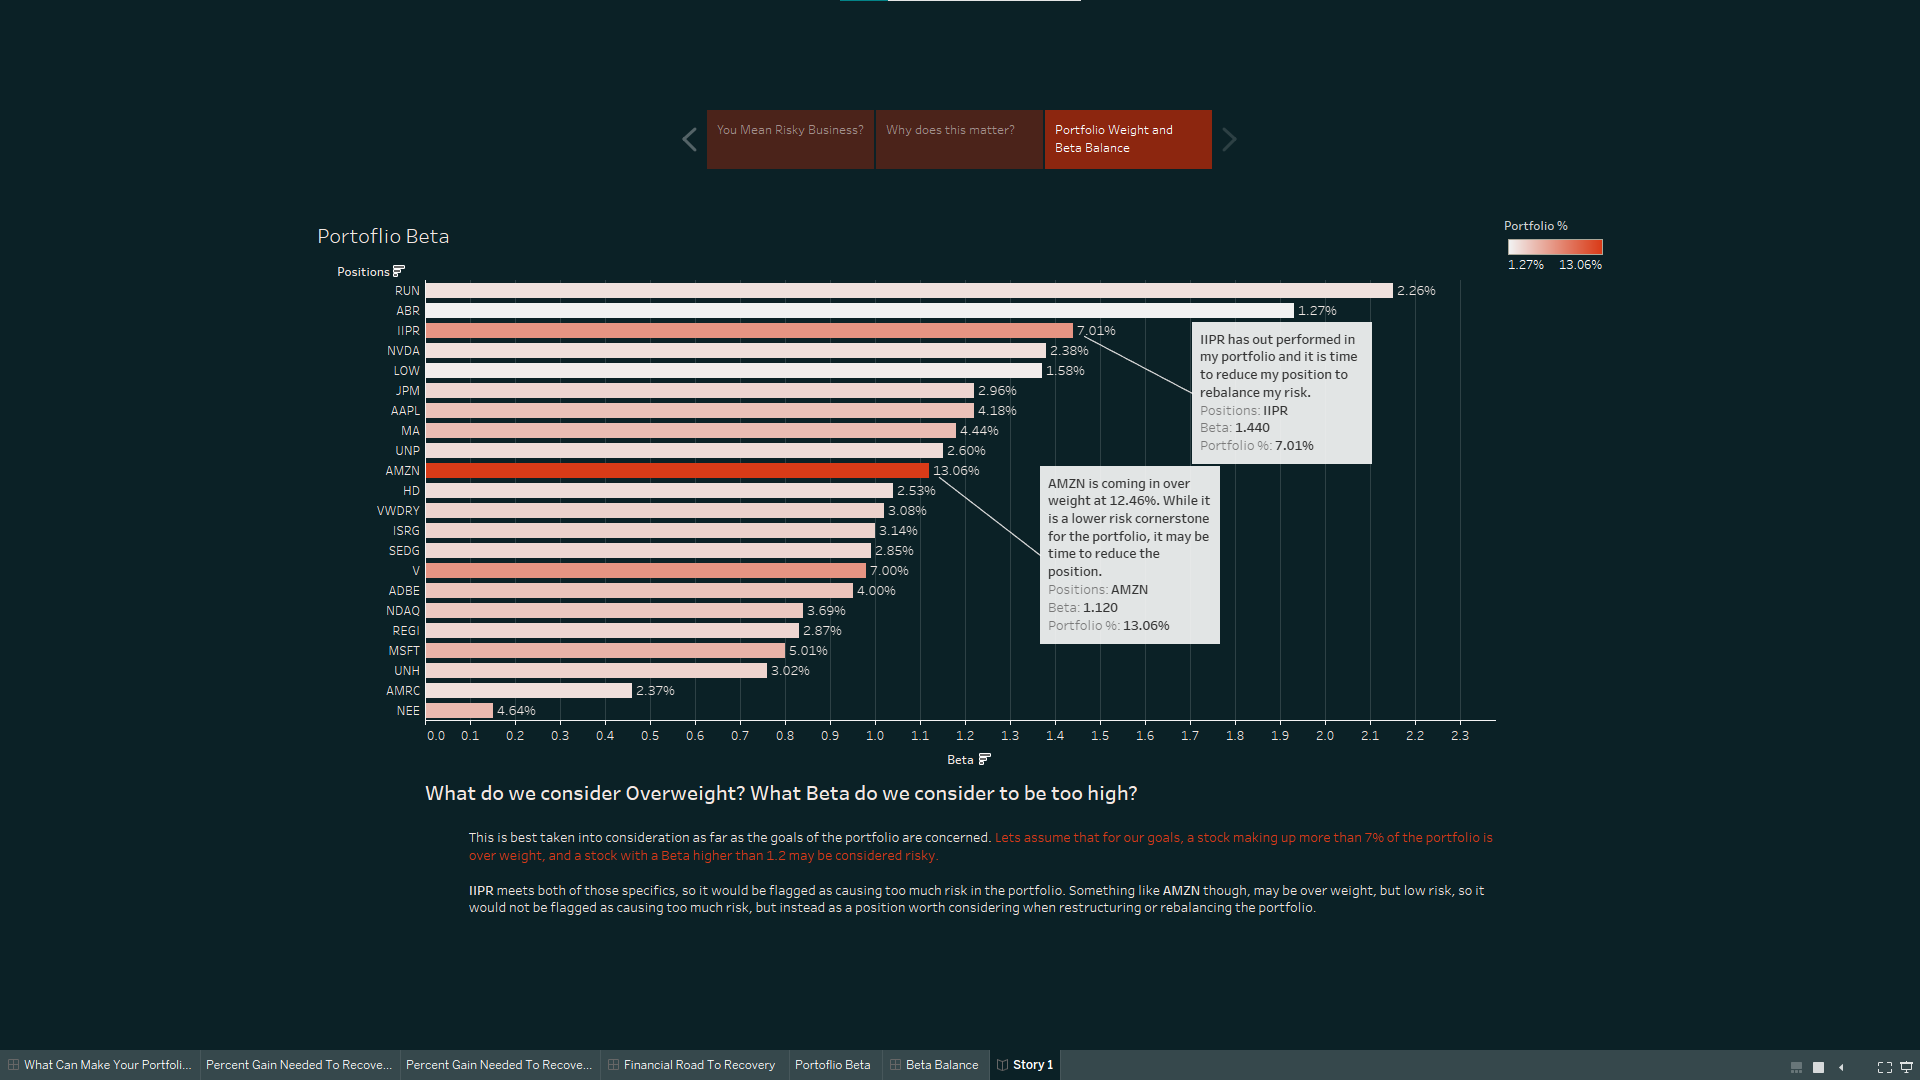 You Mean Risky Business?
Why does this matter?
Portfolio Weight and
Beta Balance
Portoflio Beta
Portfolio %
1.27% 13.06%
Positions
RUN 2.26%
ABR 1.27%
IIPR 7.01%
NVDA 2.38%
LOW 1.58%
JPM 2.96%
AAPL 4.18%
MA 4.44%
UNP 2.60%
AMZN 13.06%
HD 2.53%
VWDRY 3.08%
ISRG 3.14%
SEDG 2.85%
V 7.00%
ADBE 4.00%
NDAQ 3.69%
REGI 2.87%
MSFT 5.01%
UNH 3.02%
AMRC 2.37%
NEE 4.64%
IIPR has out performed in
my portfolio and it is time
to reduce my position to
rebalance my risk.
Positions: IIPR
Beta: 1.440
Portfolio %: 7.01%
AMZN is coming in over
weight at 12.46%. While it
is a lower risk cornerstone
for the portfolio, it may be
time to reduce the
position.
Positions: AMZN
Beta: 1.120
Portfolio %: 13.06%
0.0 0.1 0.2 0.3 0.4 0.5 0.6 0.7 0.8 0.9 1.0 1.1 1.2 1.3 1.4 1.5 1.6 1.7 1.8 1.9 2.0 2.1 2.2 2.3
Beta
What do we consider Overweight? What Beta do we consider to be too high?
This is best taken into consideration as far as the goals of the portfolio are concerned. Lets assume that for our goals, a stock making up more than 7% of the portfolio is
over weight, and a stock with a Beta higher than 1.2 may be considered risky.
IIPR meets both of those specifics, so it would be flagged as causing too much risk in the portfolio. Something like AMZN though, may be over weight, but low risk, so it
would not be flagged as causing too much risk, but instead as a position worth considering when restructuring or rebalancing the portfolio.
What Can Make Your Portfoli...
Percent Gain Needed To Recove...
Percent Gain Needed To Recove...
Financial Road To Recovery
Portoflio Beta
Beta Balance
Story 1